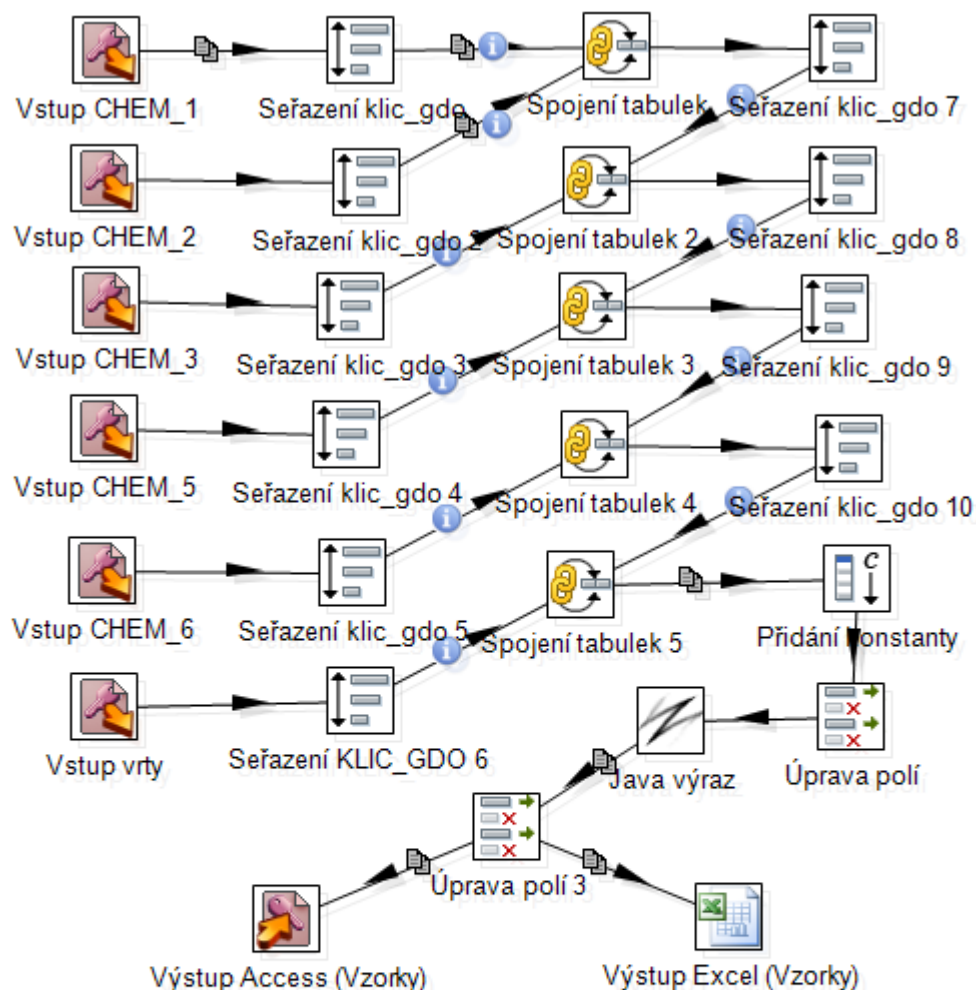 Vstup CHEM_1
Seřazení klic_gdo
Spojení tabulek
Seřazení klic_gdo 7
Vstup CHEM_2
Seřazení klic_gdo 2
Spojení tabulek 2
Seřazení klic_gdo 8
Vstup CHEM_3
Seřazení klic_gdo 3
Spojení tabulek 3
Seřazení klic_gdo 9
Vstup CHEM_5
Seřazení klic_gdo 4
Spojení tabulek 4
Seřazení klic_gdo 10
Vstup CHEM_6
Seřazení klic_gdo 5
Spojení tabulek 5
C
Přidání konstanty
Vstup vrty
Seřazení KLIC_GDO 6
Java výraz
Úprava polí
Úprava polí 3
Výstup Access (Vzorky)
Výstup Excel (Vzorky)